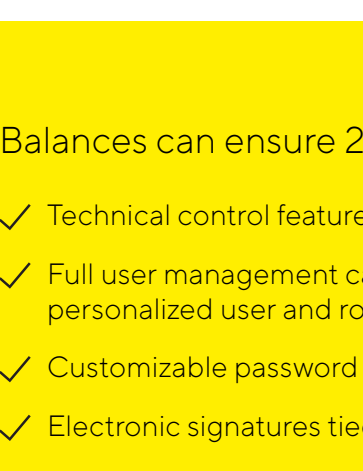 Balances can ensure 2
Technical control feature
Full user management ca
personalized user and ro
Customizable password
Electronic signatures tie